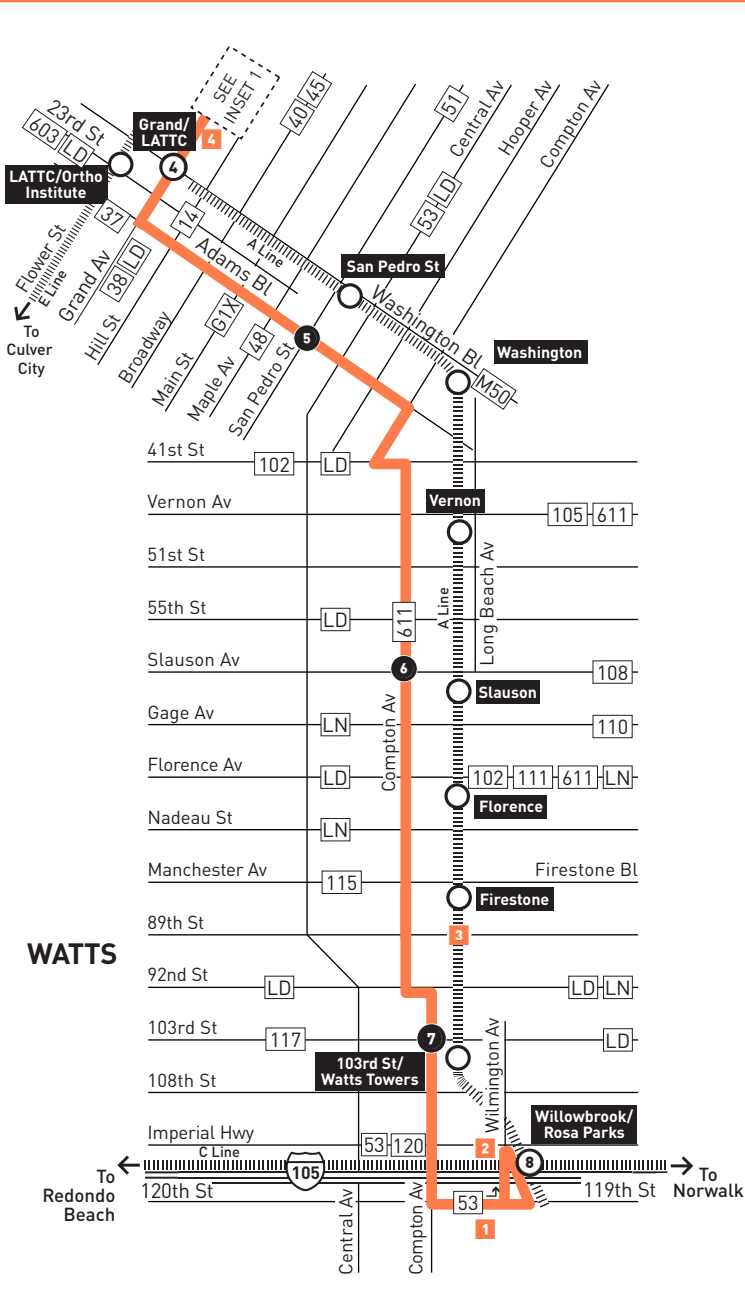 SEE
INSET 1
4
23rd St
603 LD
Grand/
LATTC
4
LATTC/Ortho
Institute
40 45
51
Central Av
Hooper Av
Compton Av
53 LD
37
14
A Line
Adams Bl
San Pedro St
Washington Bl
Washington
M50
Flower St
E Line
Grand Av
38 LD
Hill St
Broadway
Main St
G1X
Maple Av
48
San Pedro St
5
To
Culver
City
41st St
102
LD
Vernon Av
Vernon
105 611
51st St
55th St
LD
611
A Line
Long Beach Av
Slauson Av
6
108
Slauson
Gage Av
LN
Compton Av
110
Florence Av
LD
102 111 611 LN
Florence
Nadeau St
LN
Manchester Av
115
Firestone Bl
Firestone
89th St
3
WATTS
92nd St
LD
LD LN
103rd St
117
7
LD
103rd St/
Watts Towers
108th St
Wilmington Av
Willowbrook/
Rosa Parks
Imperial Hwy
53 120
2
C Line
8
105
To
Redondo
Beach
To
Norwalk
120th St
119th St
53
1
Central Av
Compton Av